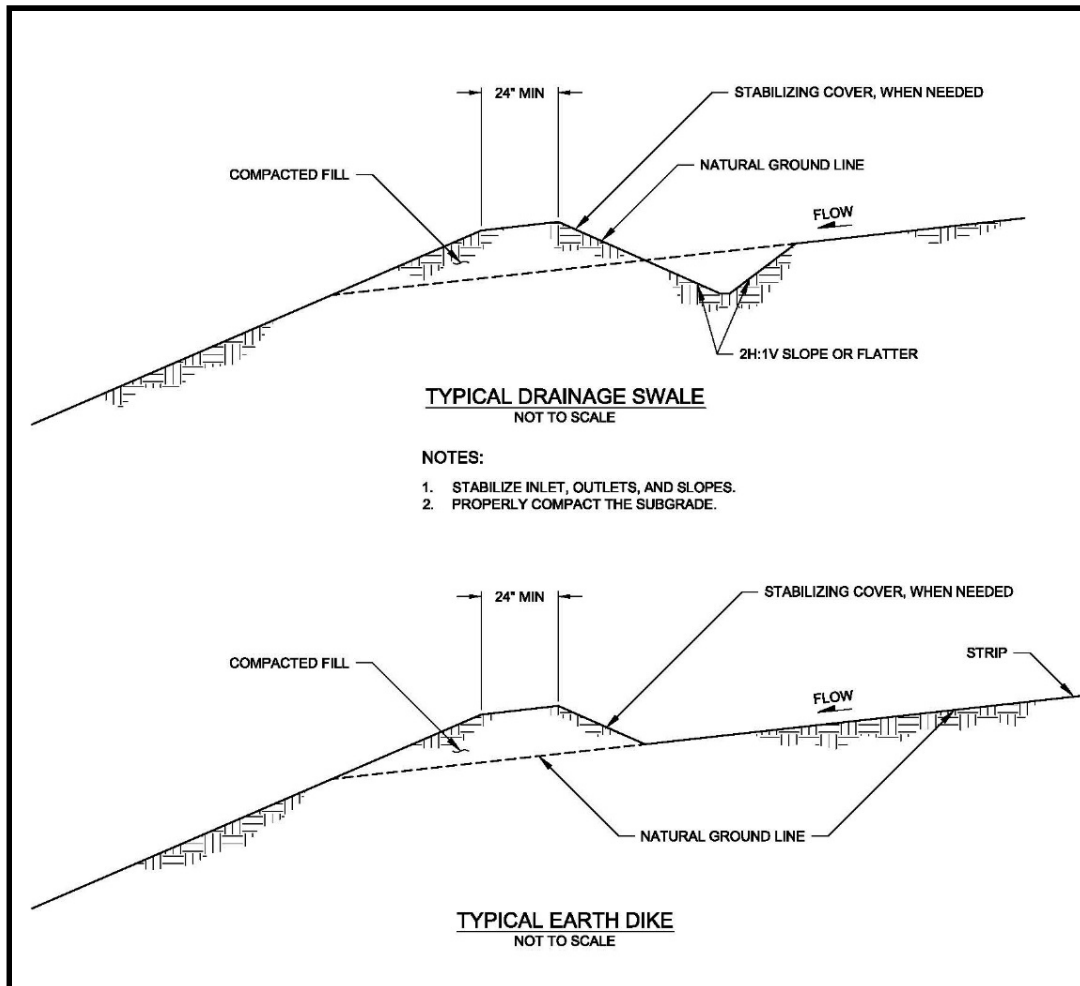 24" MIN
STABILIZING COVER, WHEN NEEDED
NATURAL GROUND LINE
COMPACTED FILL
FLOW
2H:1V SLOPE OR FLATTER
TYPICAL DRAINAGE SWALE
NOT TO SCALE
NOTES:
1. STABILIZE INLET, OUTLETS, AND SLOPES.
2. PROPERLY COMPACT THE SUBGRADE.
24" MIN
STABILIZING COVER, WHEN NEEDED
COMPACTED FILL
STRIP
FLOW
NATURAL GROUND LINE
TYPICAL EARTH DIKE
NOT TO SCALE